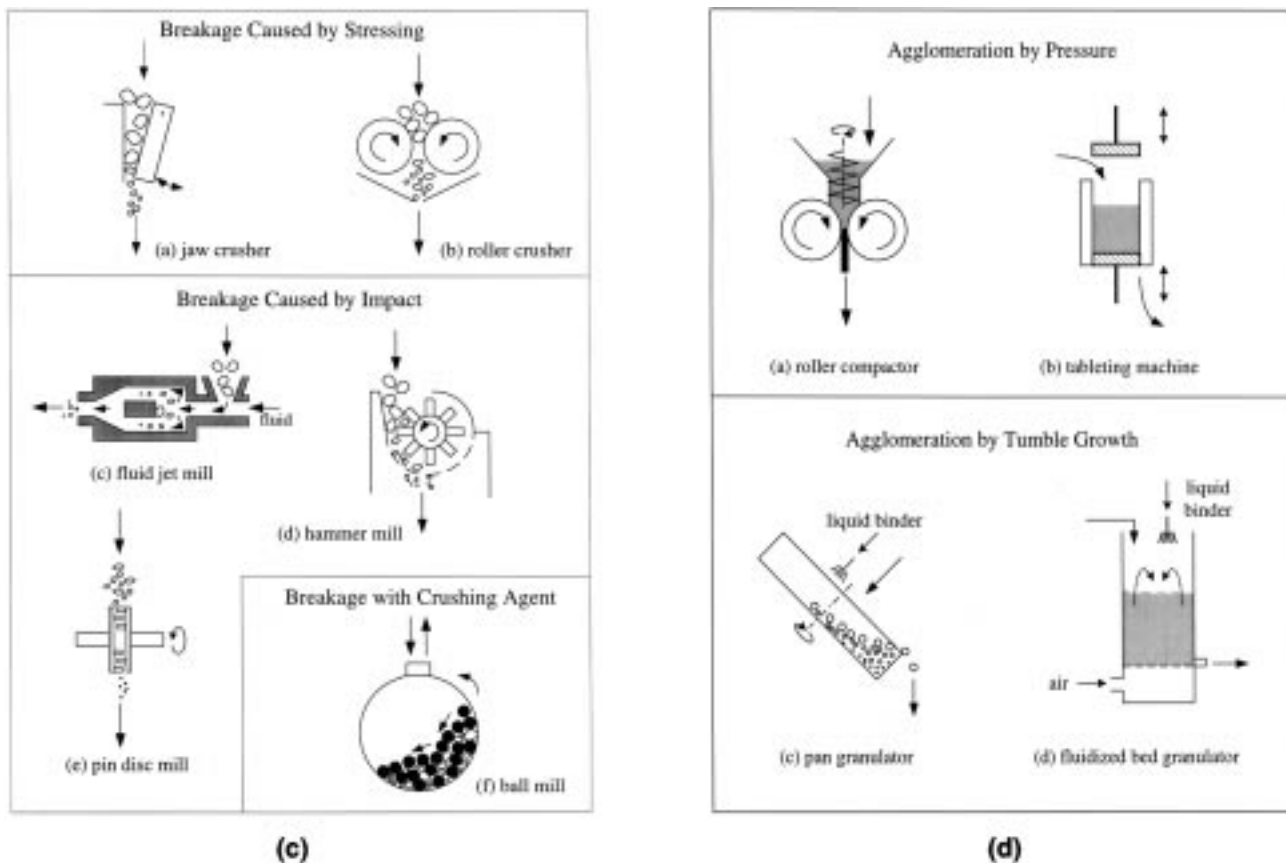 Breakage Caused by Stressing
(a) jaw crusher
(b) roller crusher
Breakage Caused by Impact
fluid
(c) fluid jet mill
(d) hammer mill
(e) pin disc mill
Breakage with Crushing Agent
(f) ball mill
(c)
Agglomeration by Pressure
(a) roller compactor
(b) tableting machine
Agglomeration by Tumble Growth
liquid binder
(c) pan granulator
liquid
binder
air
(d) fluidized bed granulator
(d)